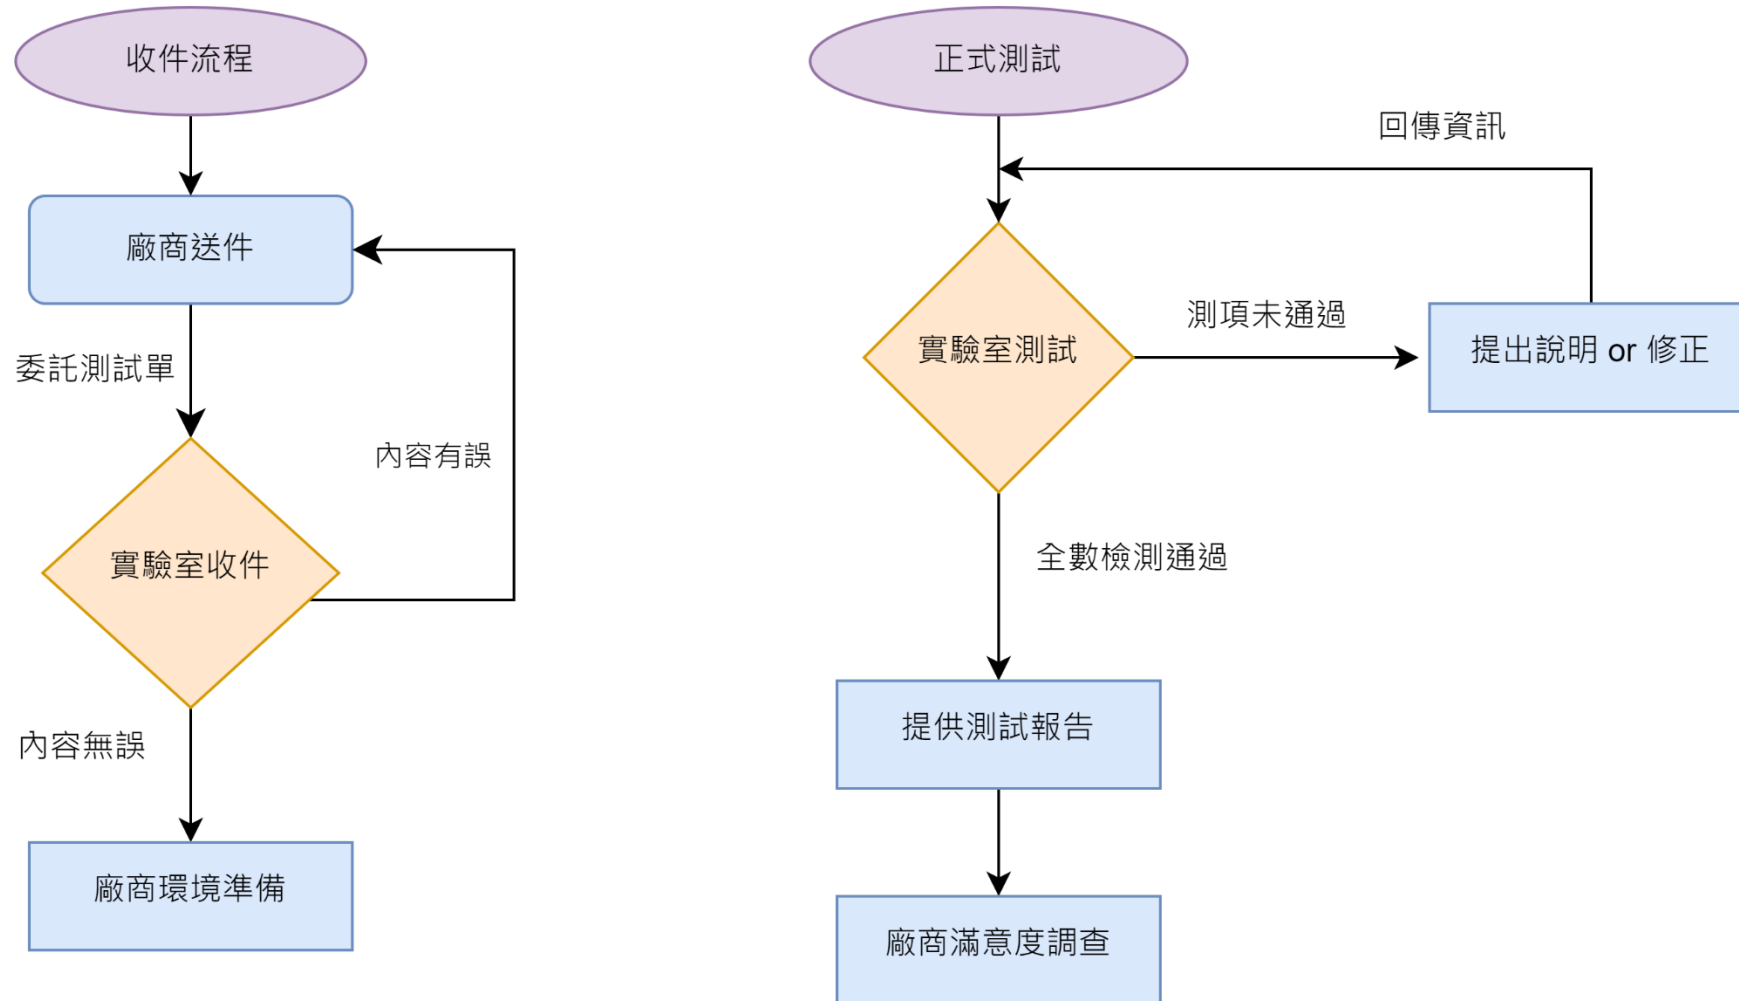 收件流程
廠商送件
委託測試單
內容有誤
實驗室收件
內容無誤
廠商環境準備
正式測試
回傳資訊
測項未通過
實驗室測試
提出說明 or 修正
全數檢測通過
提供測試報告
廠商滿意度調查